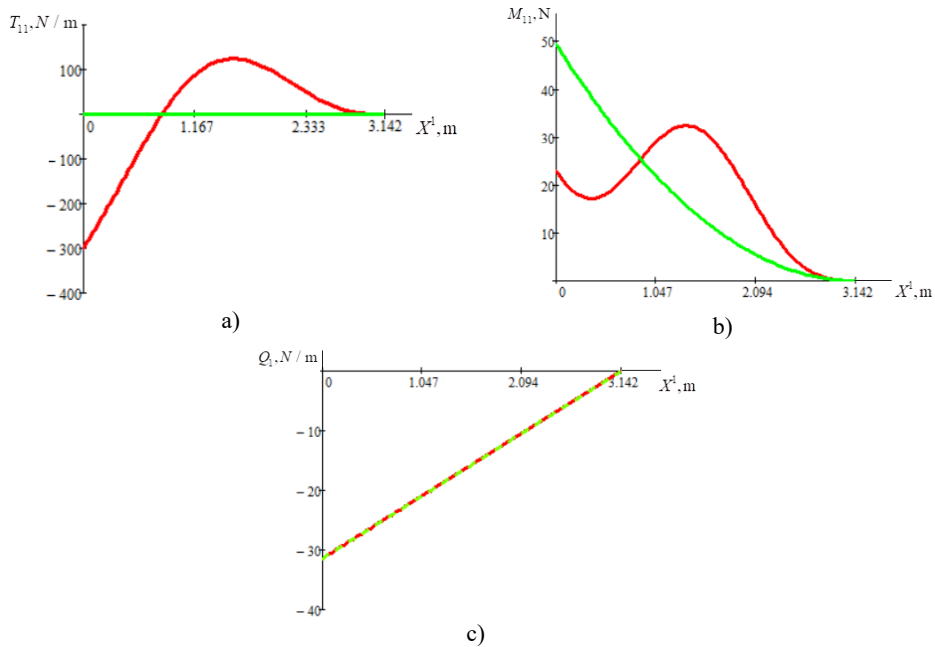 T₁₁, N / m
100
0
1.167
2.333
3.142
X¹, m
− 100
− 200
− 300
− 400
a)
M₁₁, N
50
40
30
20
10
0
1.047
2.094
3.142
X¹, m
b)
Q₁, N / m
0
1.047
2.094
3.142
X¹, m
− 10
− 20
− 30
− 40
c)